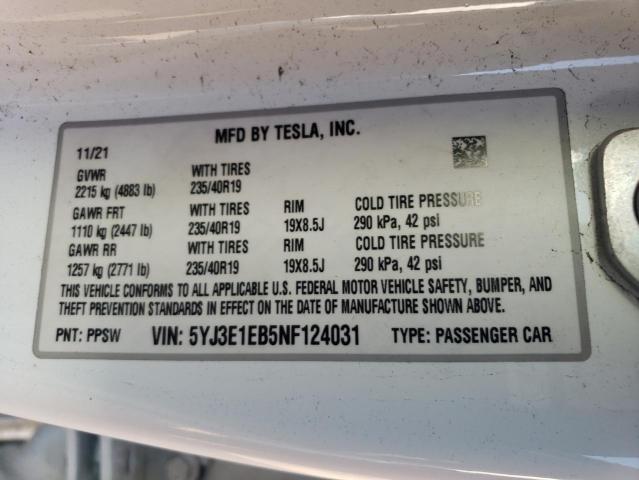 MFD BY TESLA, INC.
11/21
GVWR WITH TIRES
2215 kg (4883 lb) 235/40R19
GAWR FRT WITH TIRES RIM COLD TIRE PRESSURE
1110 kg (2447 lb) 235/40R19 19X8.5J 290 kPa, 42 psi
GAWR RR WITH TIRES RIM COLD TIRE PRESSURE
1257 kg (2771 lb) 235/40R19 19X8.5J 290 kPa, 42 psi
THIS VEHICLE CONFORMS TO ALL APPLICABLE U.S. FEDERAL MOTOR VEHICLE SAFETY, BUMPER, AND
THEFT PREVENTION STANDARDS IN EFFECT ON THE DATE OF MANUFACTURE SHOWN ABOVE.
PNT: PPSW VIN: 5YJ3E1EB5NF124031 TYPE: PASSENGER CAR